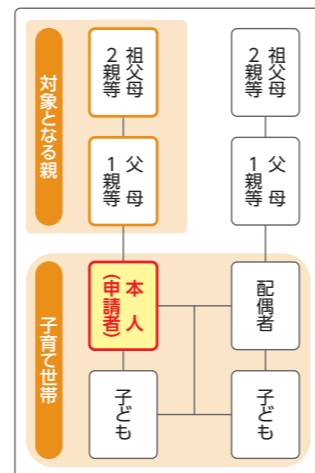 対象となる親
祖父母
2親等
祖父母
2親等
父母
1親等
父母
1親等
子育て世帯
本人
(申請者)
配偶者
子ども
子ども